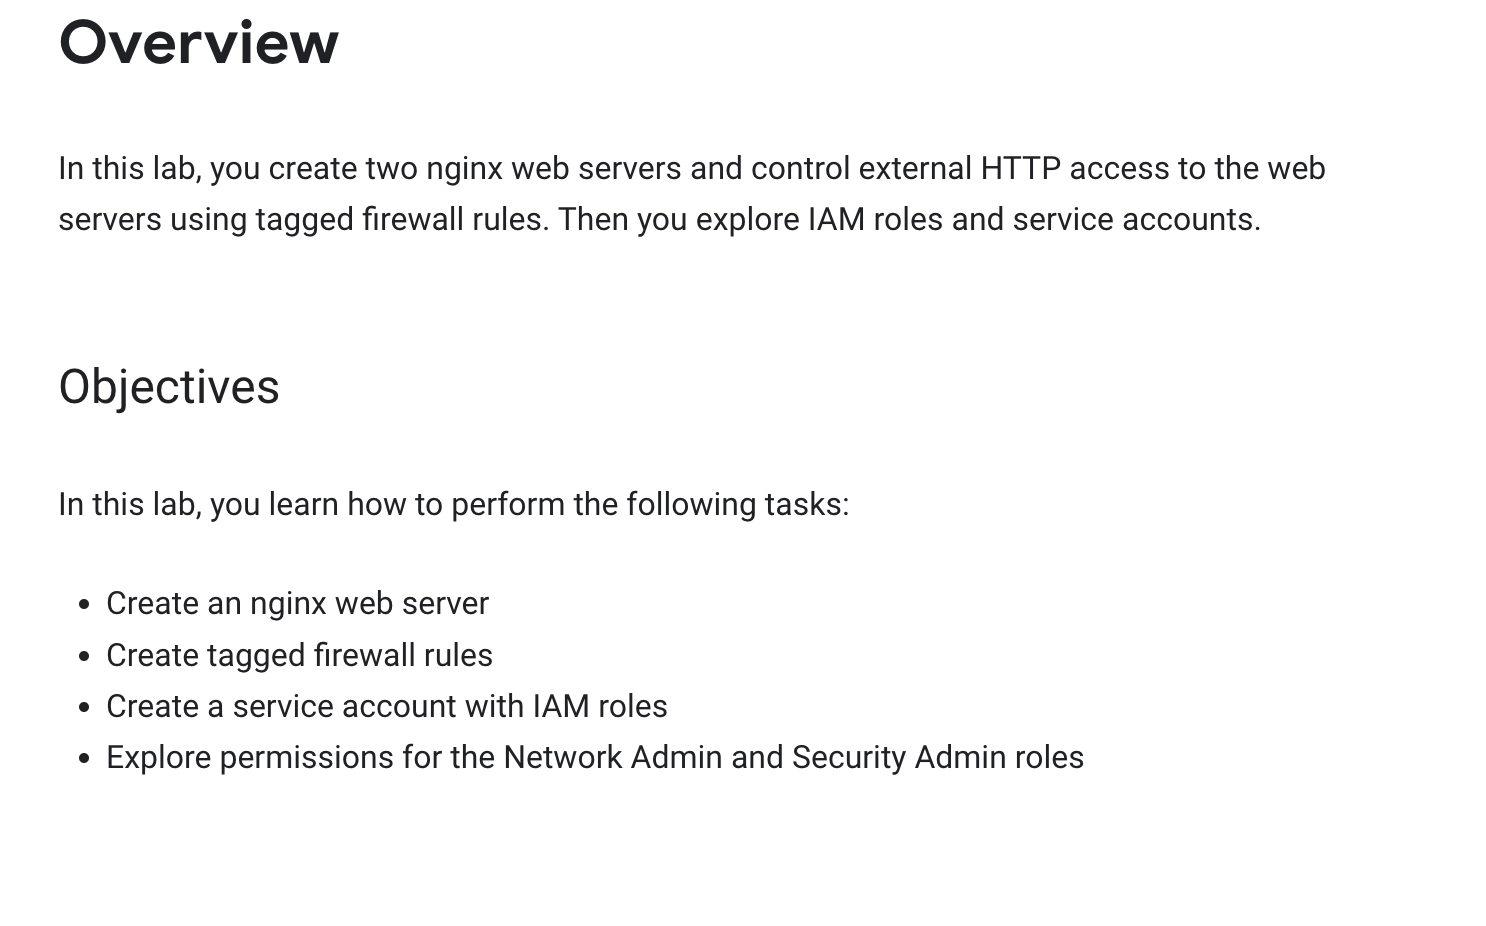 Overview
In this lab, you create two nginx web servers and control external HTTP access to the web
servers using tagged firewall rules. Then you explore IAM roles and service accounts.
Objectives
In this lab, you learn how to perform the following tasks:
• Create an nginx web server
• Create tagged firewall rules
• Create a service account with IAM roles
• Explore permissions for the Network Admin and Security Admin roles